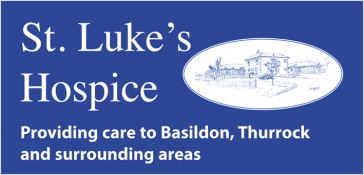 St. Luke's
Hospice
Providing care to Basildon, Thurrock
and surrounding areas